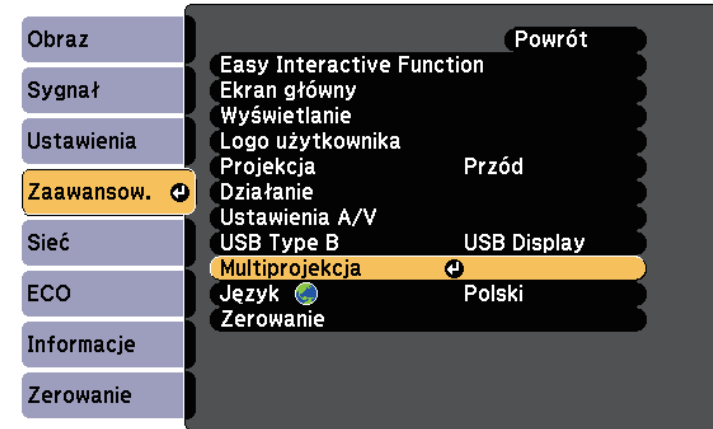 Obraz
Sygnał
Ustawienia
Zaawansow.
Sieć
ECO
Informacje
Zerowanie
Powrót
Easy Interactive Function
Ekran główny
Wyświetlanie
Logo użytkownika
Projekcja Przód
Działanie
Ustawienia A/V
USB Type B USB Display
Multiprojekcja
Język Polski
Zerowanie